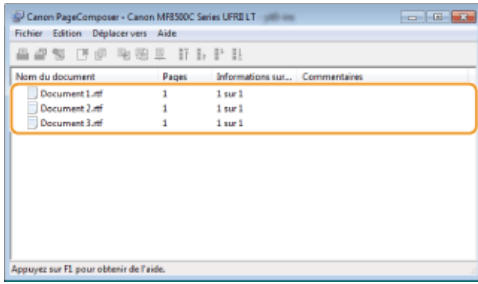 Canon PageComposer - Canon MF8500C Series UFRII LT
Fichier Edition Déplacer vers Aide
Nom du document Pages Informations sur... Commentaires
Document 1.rtf 1 1 sur 1
Document 2.rtf 1 1 sur 1
Document 3.rtf 1 1 sur 1
Appuyez sur F1 pour obtenir de l'aide.